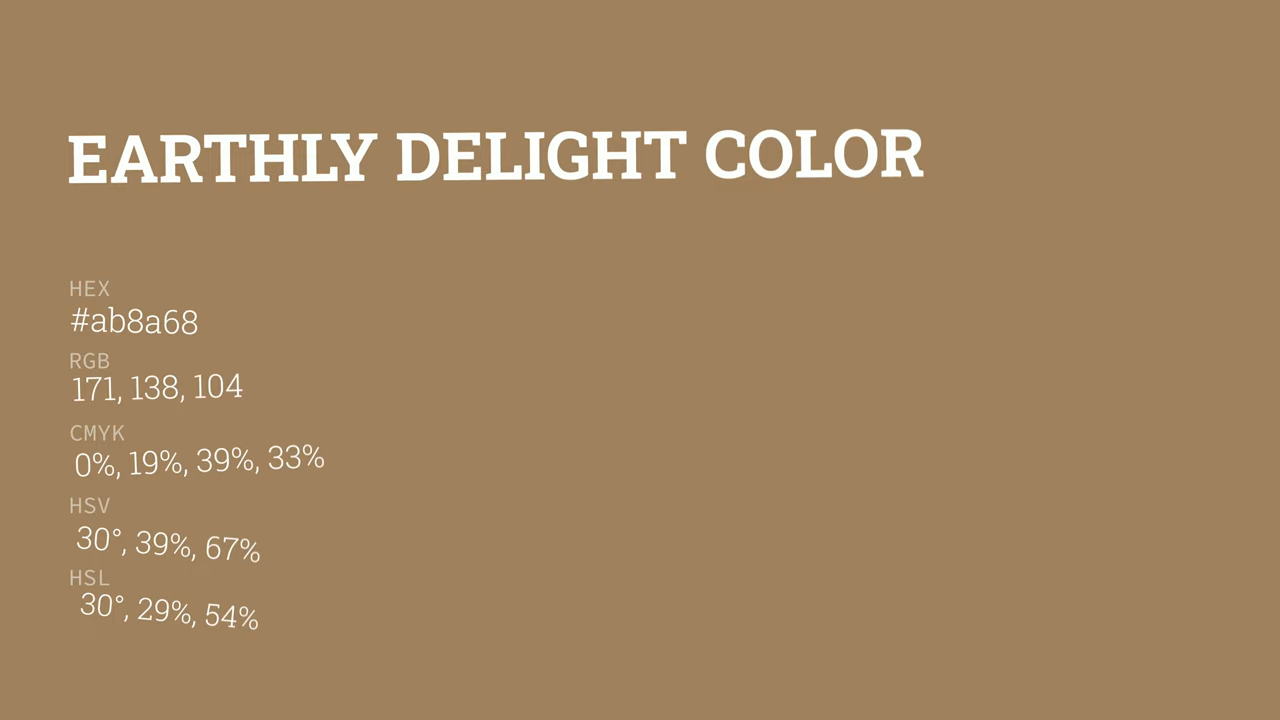 EARTHLY DELIGHT COLOR
HEX
#ab8a68
RGB
171, 138, 104
CMYK
0%, 19%, 39%, 33%
HSV
30°, 39%, 67%
HSL
30°, 29%, 54%